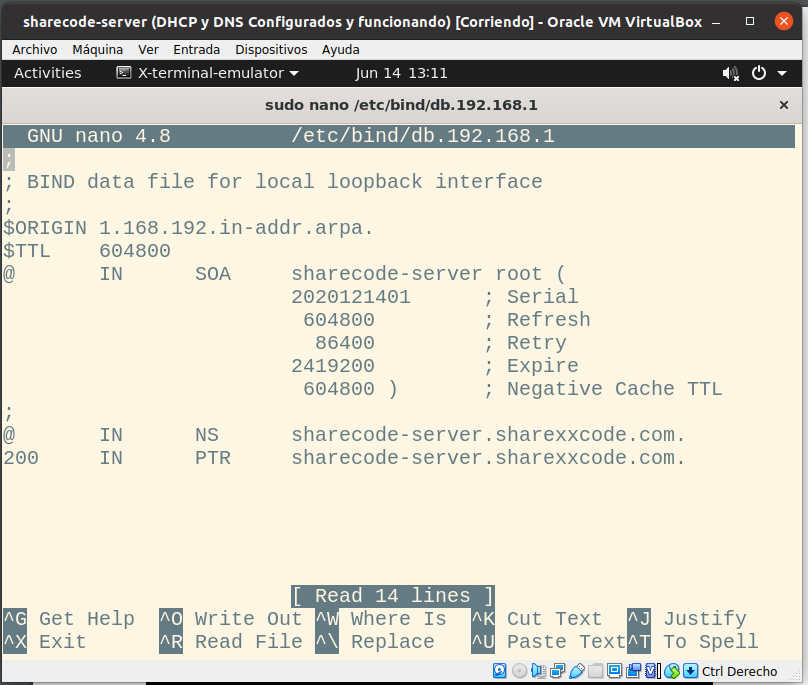 sharecode-server (DHCP y DNS Configurados y funcionando) [Corriendo] - Oracle VM VirtualBox
Archivo Máquina Ver Entrada Dispositivos Ayuda
Activities X-terminal-emulator Jun 14 13:11
sudo nano /etc/bind/db.192.168.1
GNU nano 4.8 /etc/bind/db.192.168.1
;
; BIND data file for local loopback interface
;
$ORIGIN 1.168.192.in-addr.arpa.
$TTL 604800
@ IN SOA sharecode-server root (
2020121401 ; Serial
604800 ; Refresh
86400 ; Retry
2419200 ; Expire
604800 ) ; Negative Cache TTL
;
@ IN NS sharecode-server.sharexxcode.com.
200 IN PTR sharecode-server.sharexxcode.com.
[ Read 14 lines ]
^G Get Help ^O Write Out ^W Where Is ^K Cut Text ^J Justify
^X Exit ^R Read File ^\ Replace ^U Paste Text ^T To Spell
Ctrl Derecho